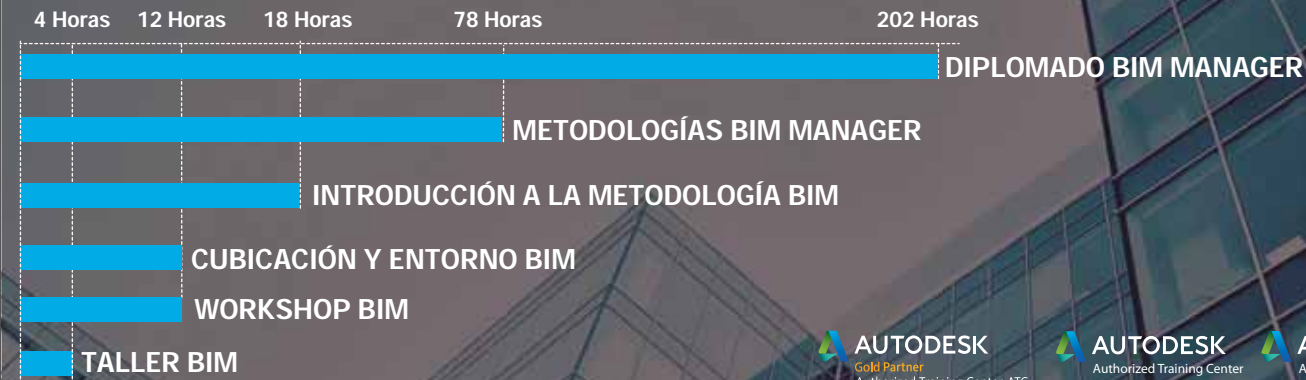 4 Horas 12 Horas 18 Horas 78 Horas 202 Horas
DIPLOMADO BIM MANAGER
METODOLOGÍAS BIM MANAGER
INTRODUCCIÓN A LA METODOLOGÍA BIM
CUBICACIÓN Y ENTORNO BIM
WORKSHOP BIM
TALLER BIM
AUTODESK
Gold Partner
AUTODESK
Authorized Training Center